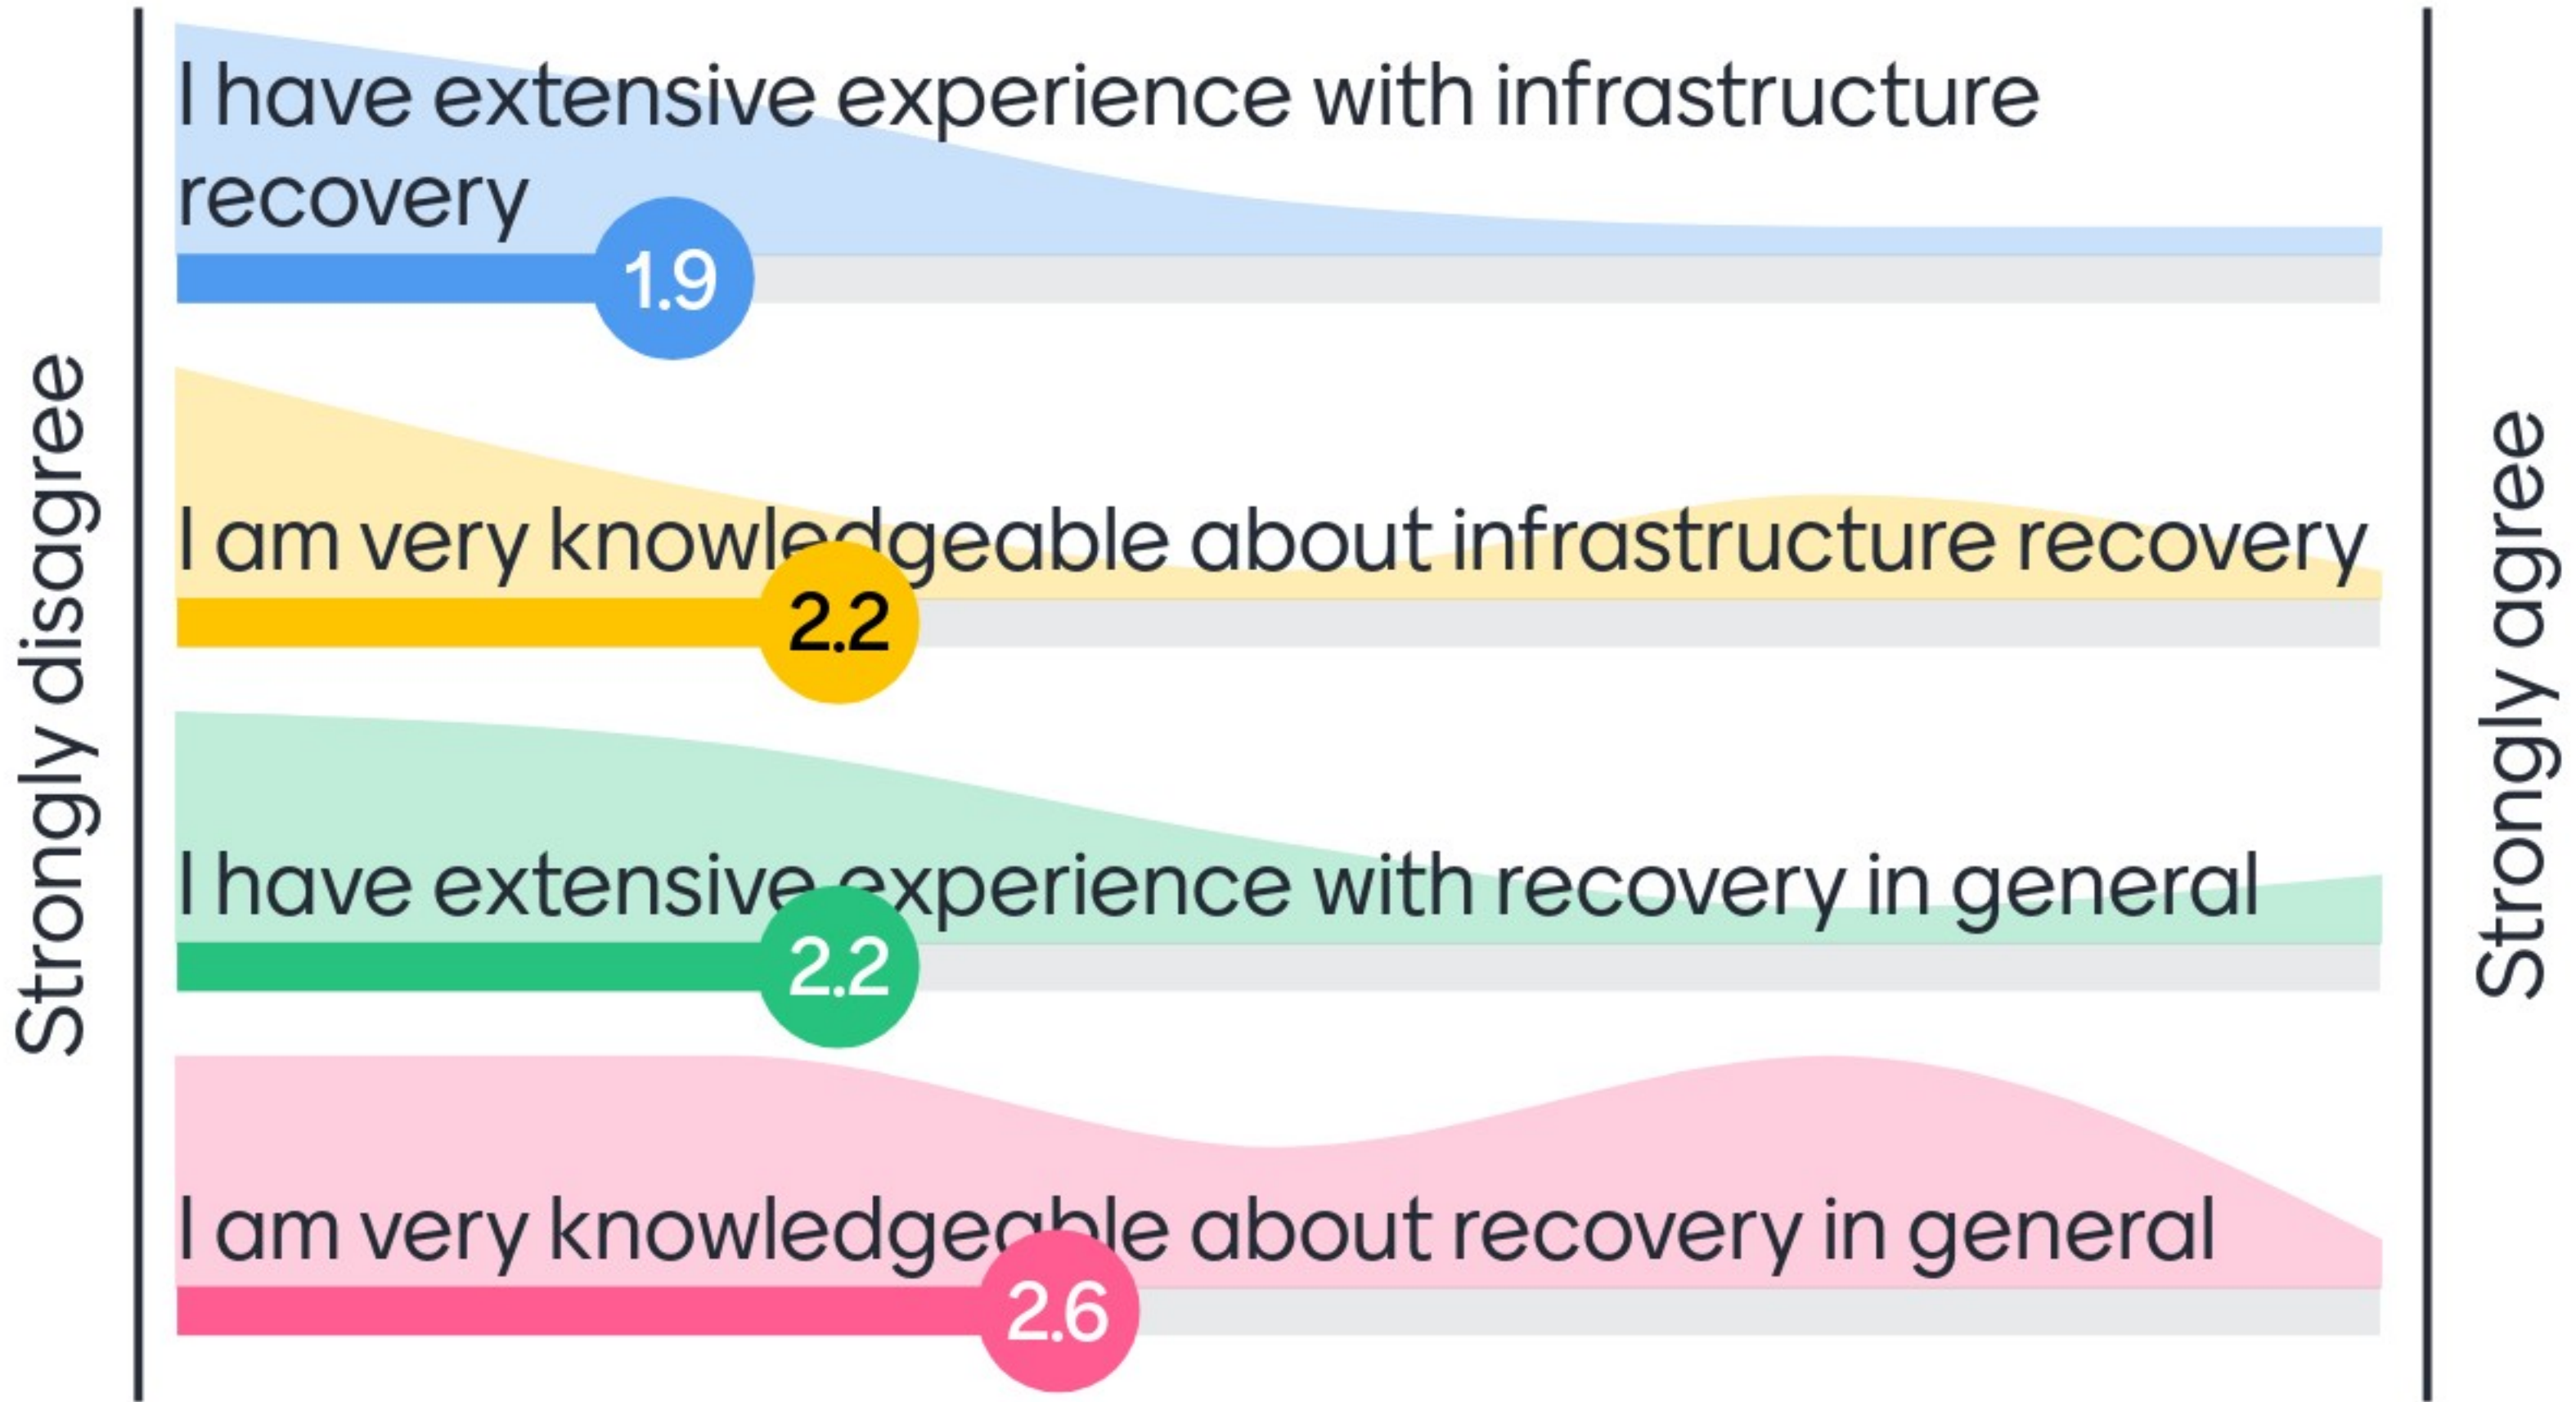 Strongly disagree
I have extensive experience with infrastructure
recovery
1.9
I am very knowledgeable about infrastructure recovery
2.2
I have extensive experience with recovery in general
2.2
I am very knowledgeable about recovery in general
2.6
Strongly agree